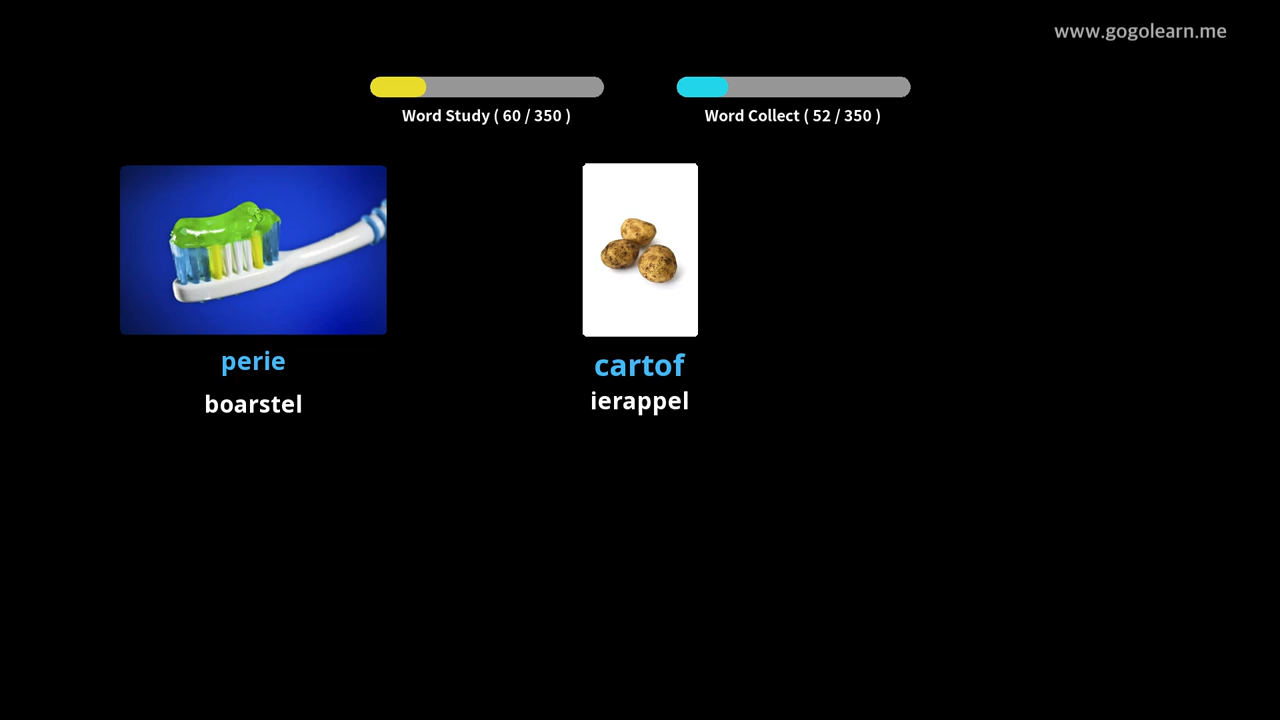 www.gogolearn.me
Word Study ( 60 / 350 )
Word Collect ( 52 / 350 )
perie
boarstel
cartof
ierappel